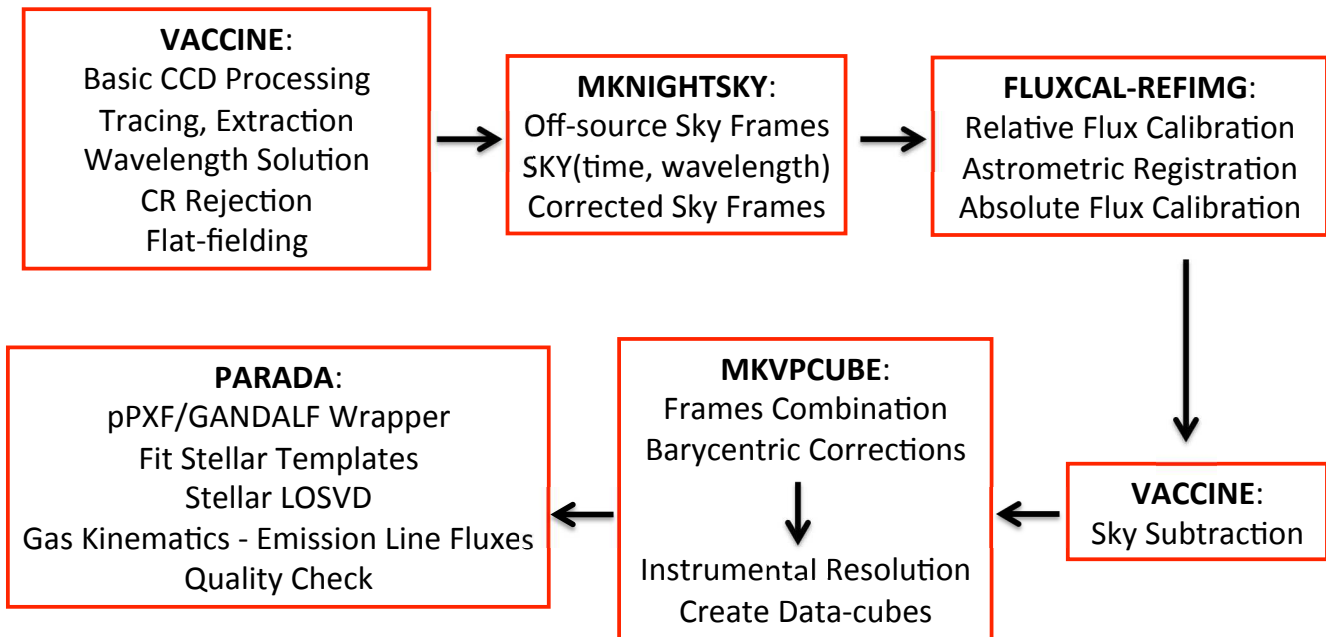 VACCINE:
Basic CCD Processing
Tracing, Extraction
Wavelength Solution
CR Rejection
Flat-fielding
MKNIGHTSKY:
Off-source Sky Frames
SKY(time, wavelength)
Corrected Sky Frames
FLUXCAL-REFIMG:
Relative Flux Calibration
Astrometric Registration
Absolute Flux Calibration
VACCINE:
Sky Subtraction
MKVPCUBE:
Frames Combination
Barycentric Corrections
Instrumental Resolution
Create Data-cubes
PARADA:
pPXF/GANDALF Wrapper
Fit Stellar Templates
Stellar LOSVD
Gas Kinematics - Emission Line Fluxes
Quality Check